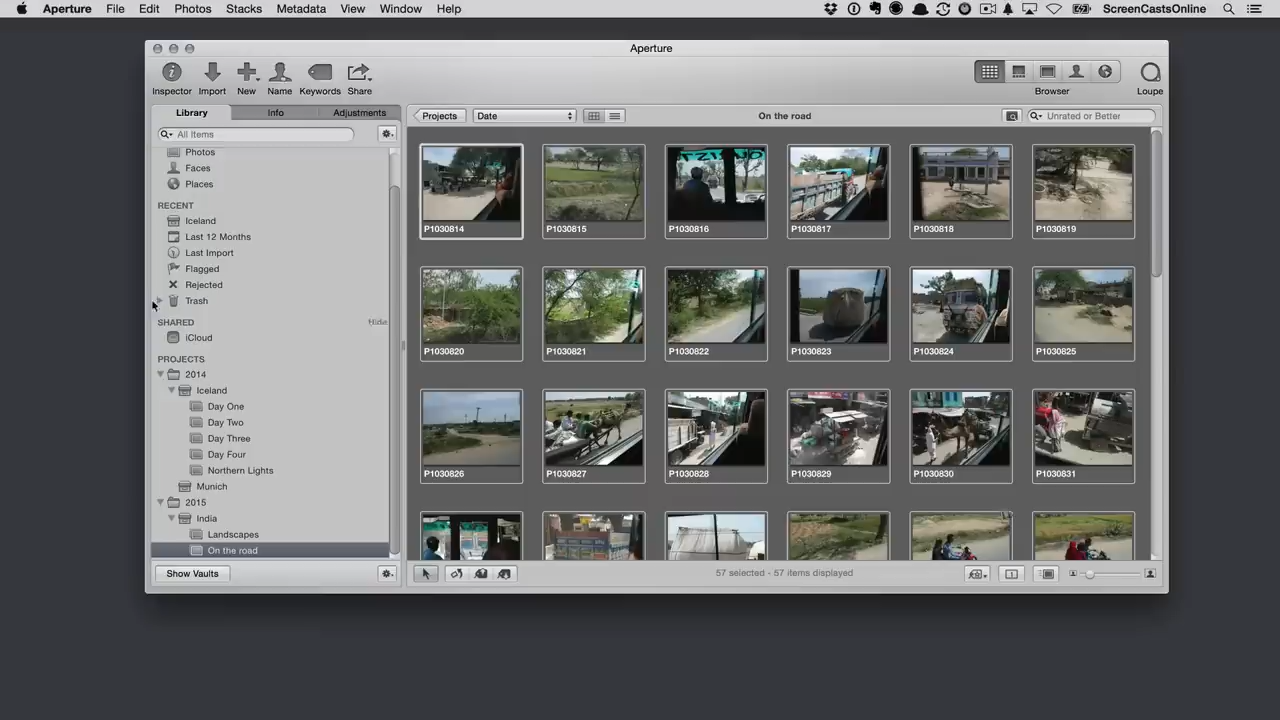 Aperture File Edit Photos Stacks Metadata View Window Help ScreenCastsOnline
Aperture
Inspector Import New Name Keywords Share Browser Loupe
Library Info Adjustments
Projects Date On the road Unrated or Better
All Items
Photos
Faces
Places
RECENT
Iceland
Last 12 Months
Last Import
Flagged
Rejected
Trash
SHARED Hide
iCloud
PROJECTS
2014
Iceland
Day One
Day Two
Day Three
Day Four
Northern Lights
Munich
2015
India
Landscapes
On the road
Show Vaults
P1030814 P1030815 P1030816 P1030817 P1030818 P1030819
P1030820 P1030821 P1030822 P1030823 P1030824 P1030825
P1030826 P1030827 P1030828 P1030829 P1030830 P1030831
57 selected - 57 items displayed